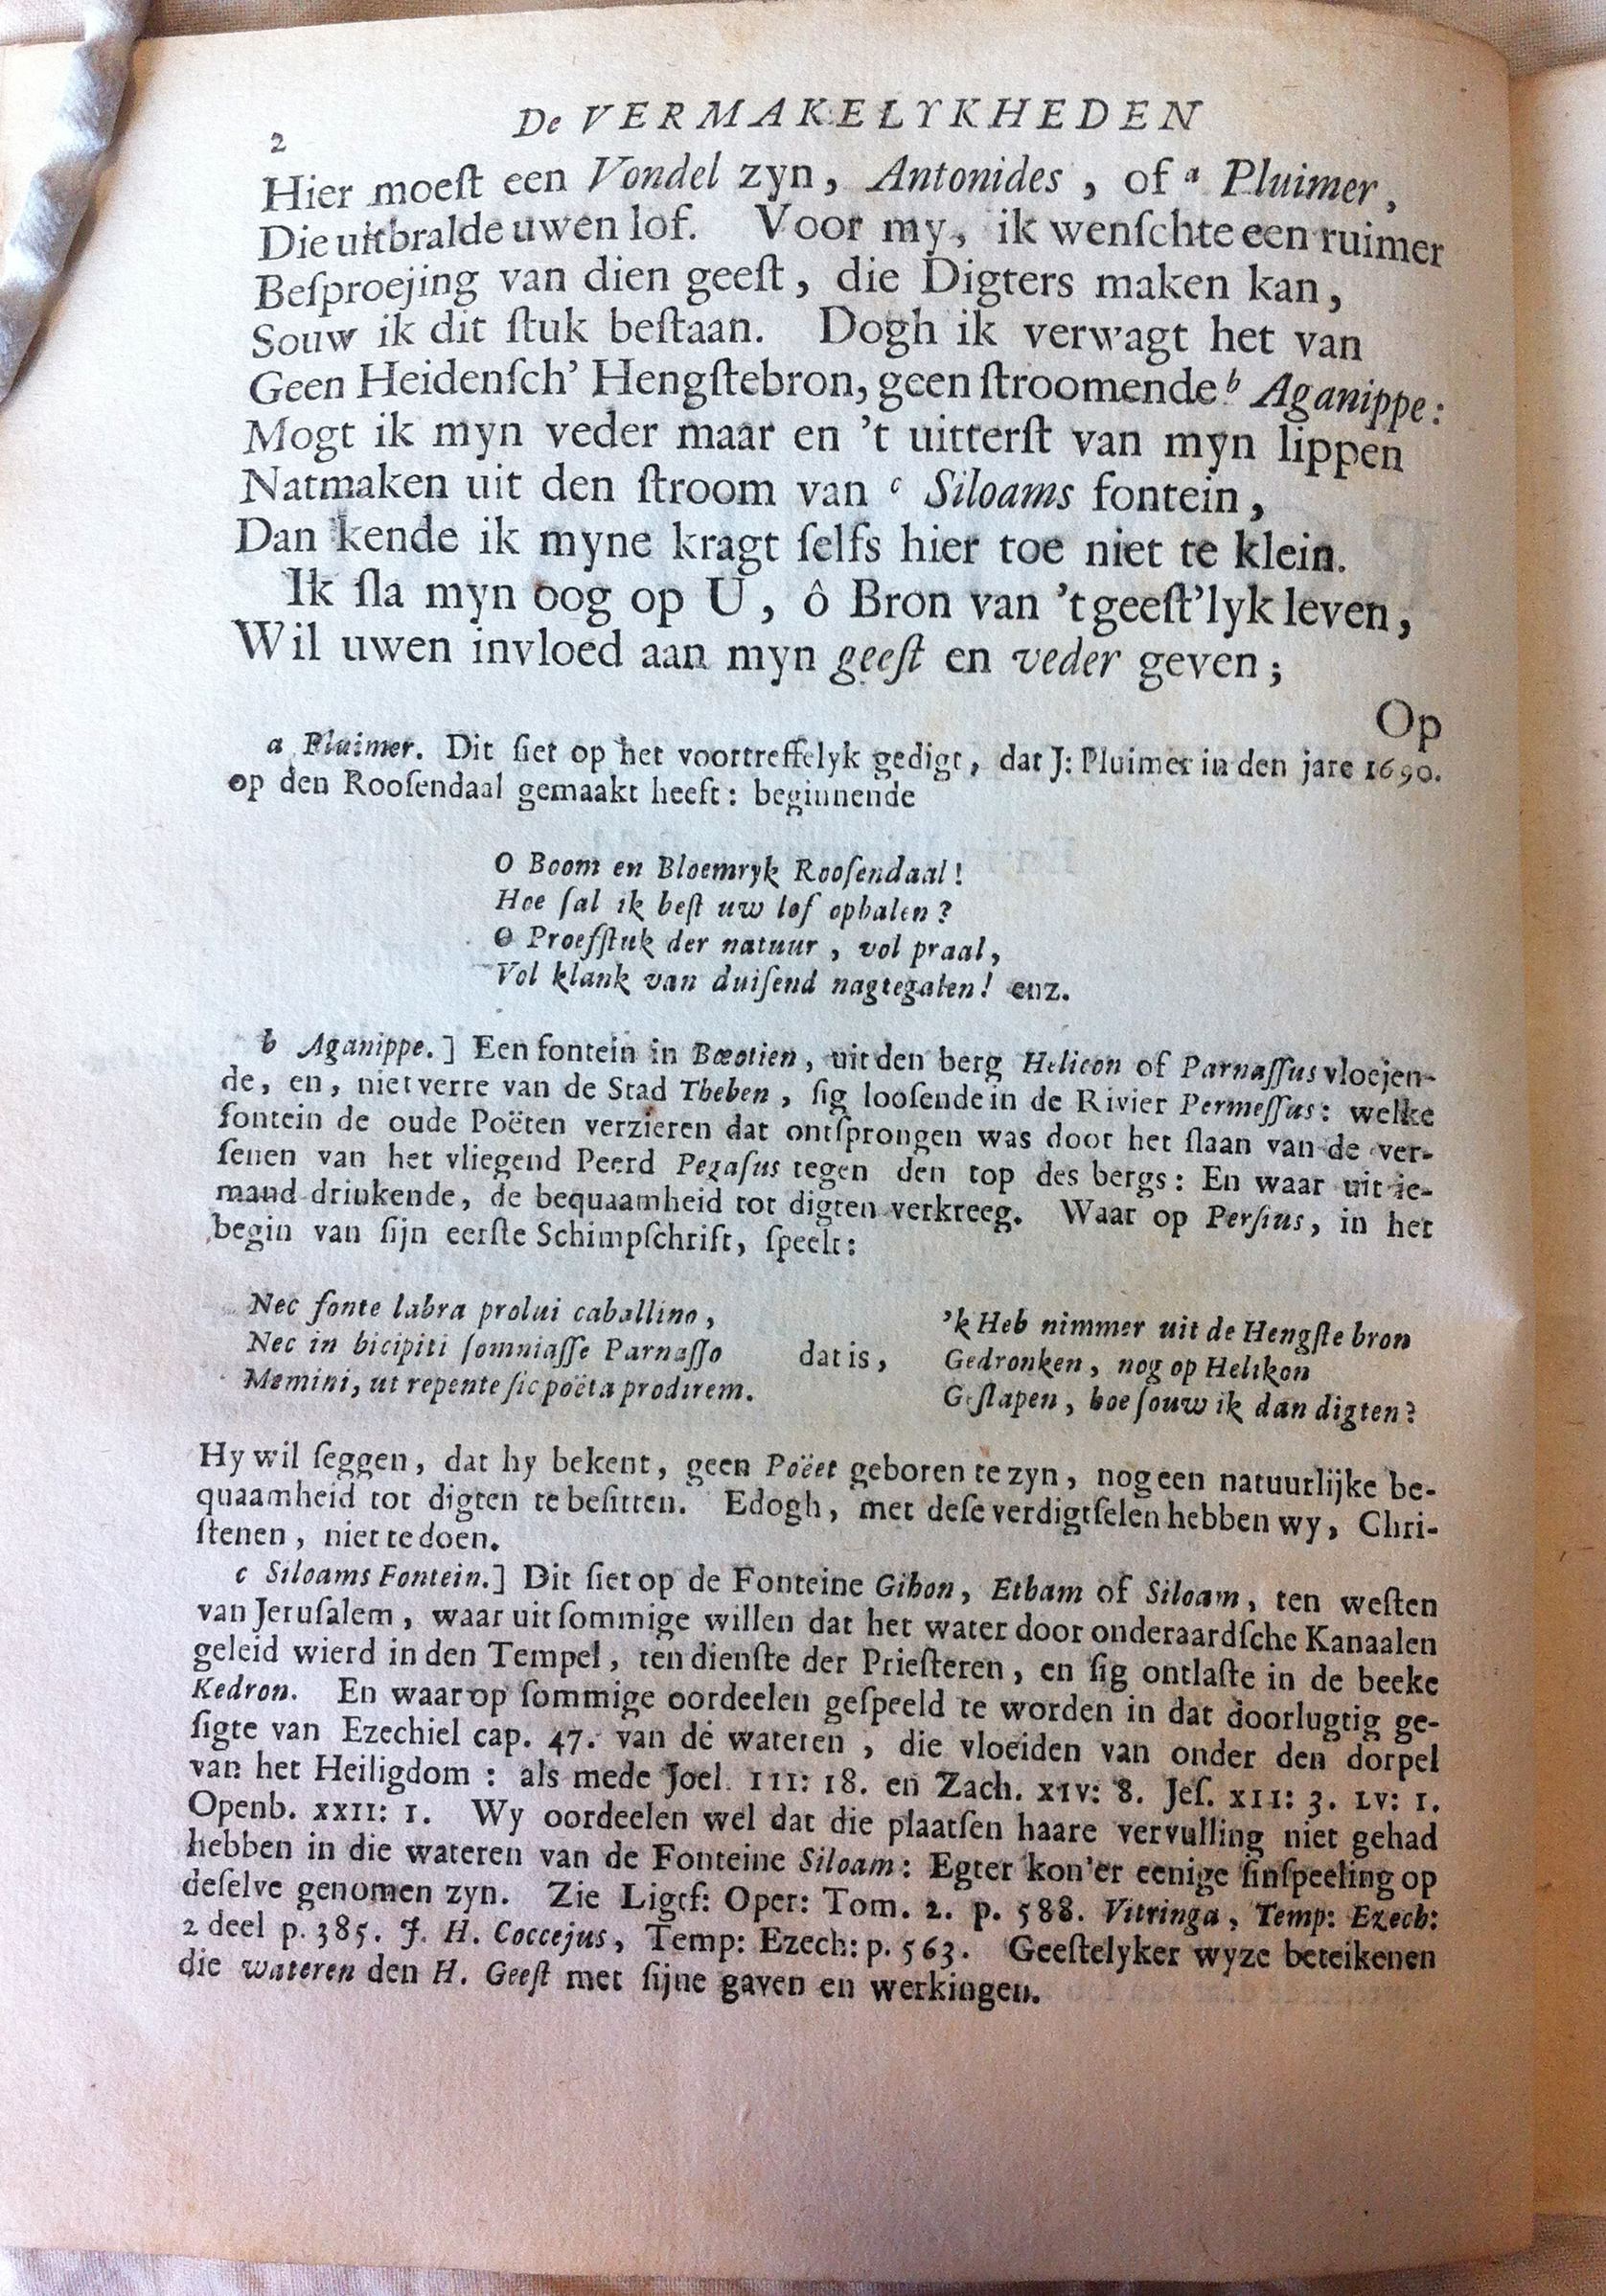 2 De VERMAKELYKHEDEN
Hier moeſt een Vondel zyn, Antonides, of a Pluimer,
Die uitbralde uwen lof. Voor my, ik wenſchte een ruimer
Beſproejing van dien geeſt, die Digters maken kan,
Souw ik dit ſtuk beſtaan. Dogh ik verwagt het van
Geen Heidenſch' Hengſtebron, geen ſtroomende b Aganippe:
Mogt ik myn veder maar en 't uitterſt van myn lippen
Natmaken uit den ſtroom van c Siloams fontein,
Dan kende ik myne kragt ſelfs hier toe niet te klein.
Ik ſla myn oog op U, ô Bron van 't geeſt'lyk leven,
Wil uwen invloed aan myn geeſt en veder geven;
Op
a Pluimer. Dit ſiet op het voortreffelyk gedigt, dat J: Pluimer in den jare 1690.
op den Rooſendaal gemaakt heeft: beginnende
O Boom en Bloemryk Rooſendaal!
Hoe ſal ik beſt uw lof ophalen?
O Proefſtuk der natuur, vol praal,
Vol klank van duiſend nagtegalen! enz.
b Aganippe.] Een fontein in Bœotien, uit den berg Helicon of Parnaſſus vloejen-
de, en, niet verre van de Stad Theben, ſig looſende in de Rivier Permeſſus: welke
fontein de oude Poëten verzieren dat ontſprongen was door het ſlaan van de ver-
ſenen van het vliegend Peerd Pegaſus tegen den top des bergs: En waar uit ie-
mand drinkende, de bequaamheid tot digten verkreeg. Waar op Perſius, in het
begin van ſijn eerſte Schimpſchrift, ſpeelt:
Nec fonte labra prolui caballino,
Nec in bicipiti ſomniaſſe Parnaſſo
Memini, ut repente ſic poëta prodirem.
dat is,
'k Heb nimmer uit de Hengſte bron
Gedronken, nog op Helikon
Geſlapen, hoe ſouw ik dan digten?
Hy wil ſeggen, dat hy bekent, geen Poëet geboren te zyn, nog een natuurlijke be-
quaamheid tot digten te beſitten. Edogh, met deſe verdigtſelen hebben wy, Chri-
ſtenen, niet te doen.
c Siloams Fontein.] Dit ſiet op de Fonteine Gihon, Etham of Siloam, ten weſten
van Jeruſalem, waar uit ſommige willen dat het water door onderaardſche Kanaalen
geleid wierd in den Tempel, ten dienſte der Prieſteren, en ſig ontlaſte in de beeke
Kedron. En waar op ſommige oordeelen geſpeeld te worden in dat doorlugtig ge-
ſigte van Ezechiel cap. 47. van de wateren, die vloeiden van onder den dorpel
van het Heiligdom: als mede Joel. III: 18. en Zach. XIV: 8. Jeſ. XII: 3. LV: 1.
Openb. XXII: 1. Wy oordeelen wel dat die plaatſen haare vervulling niet gehad
hebben in die wateren van de Fonteine Siloam: Egter kon'er eenige ſinſpeeling op
deſelve genomen zyn. Zie Ligtf: Oper: Tom. 2. p. 588. Vitringa, Temp: Ezech:
2 deel p. 385. J. H. Coccejus, Temp: Ezech: p. 563. Geeſtelyker wyze beteikenen
die wateren den H. Geeſt met ſijne gaven en werkingen.